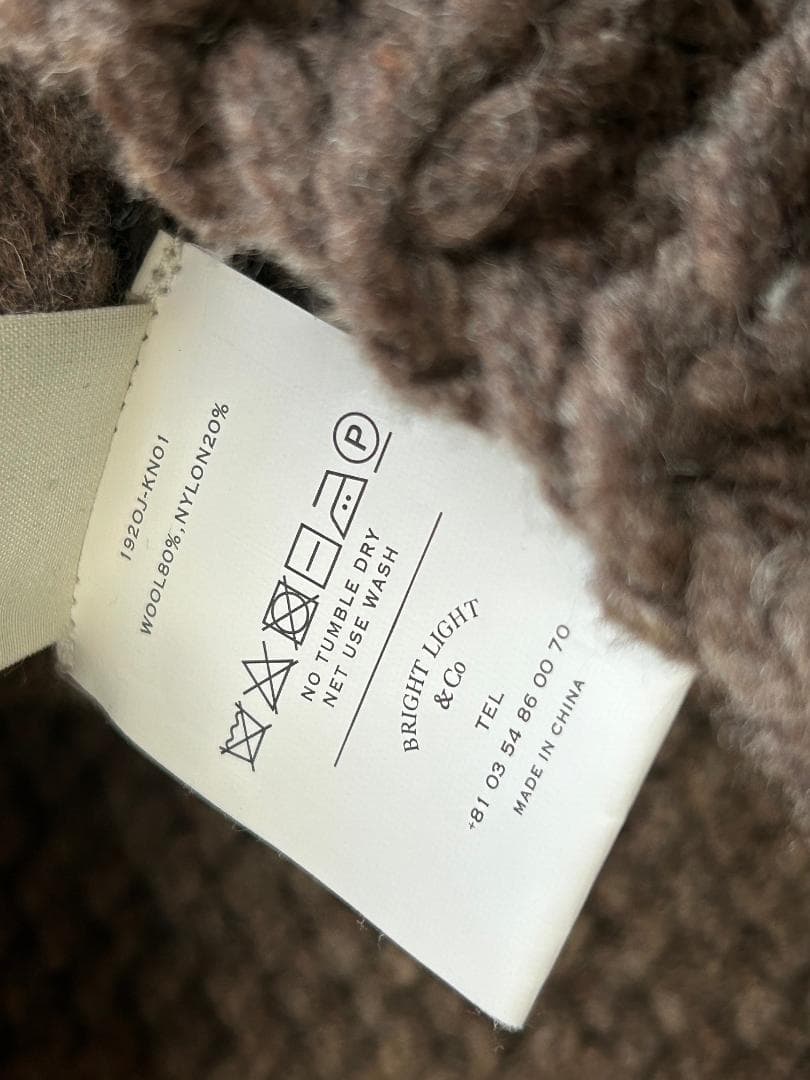 1920J-KN01
WOOL80%,NYLON20%
P
NO TUMBLE DRY
NET USE WASH
BRIGHT LIGHT
& Co
TEL
+81 03 54 86 00 70
MADE IN CHINA